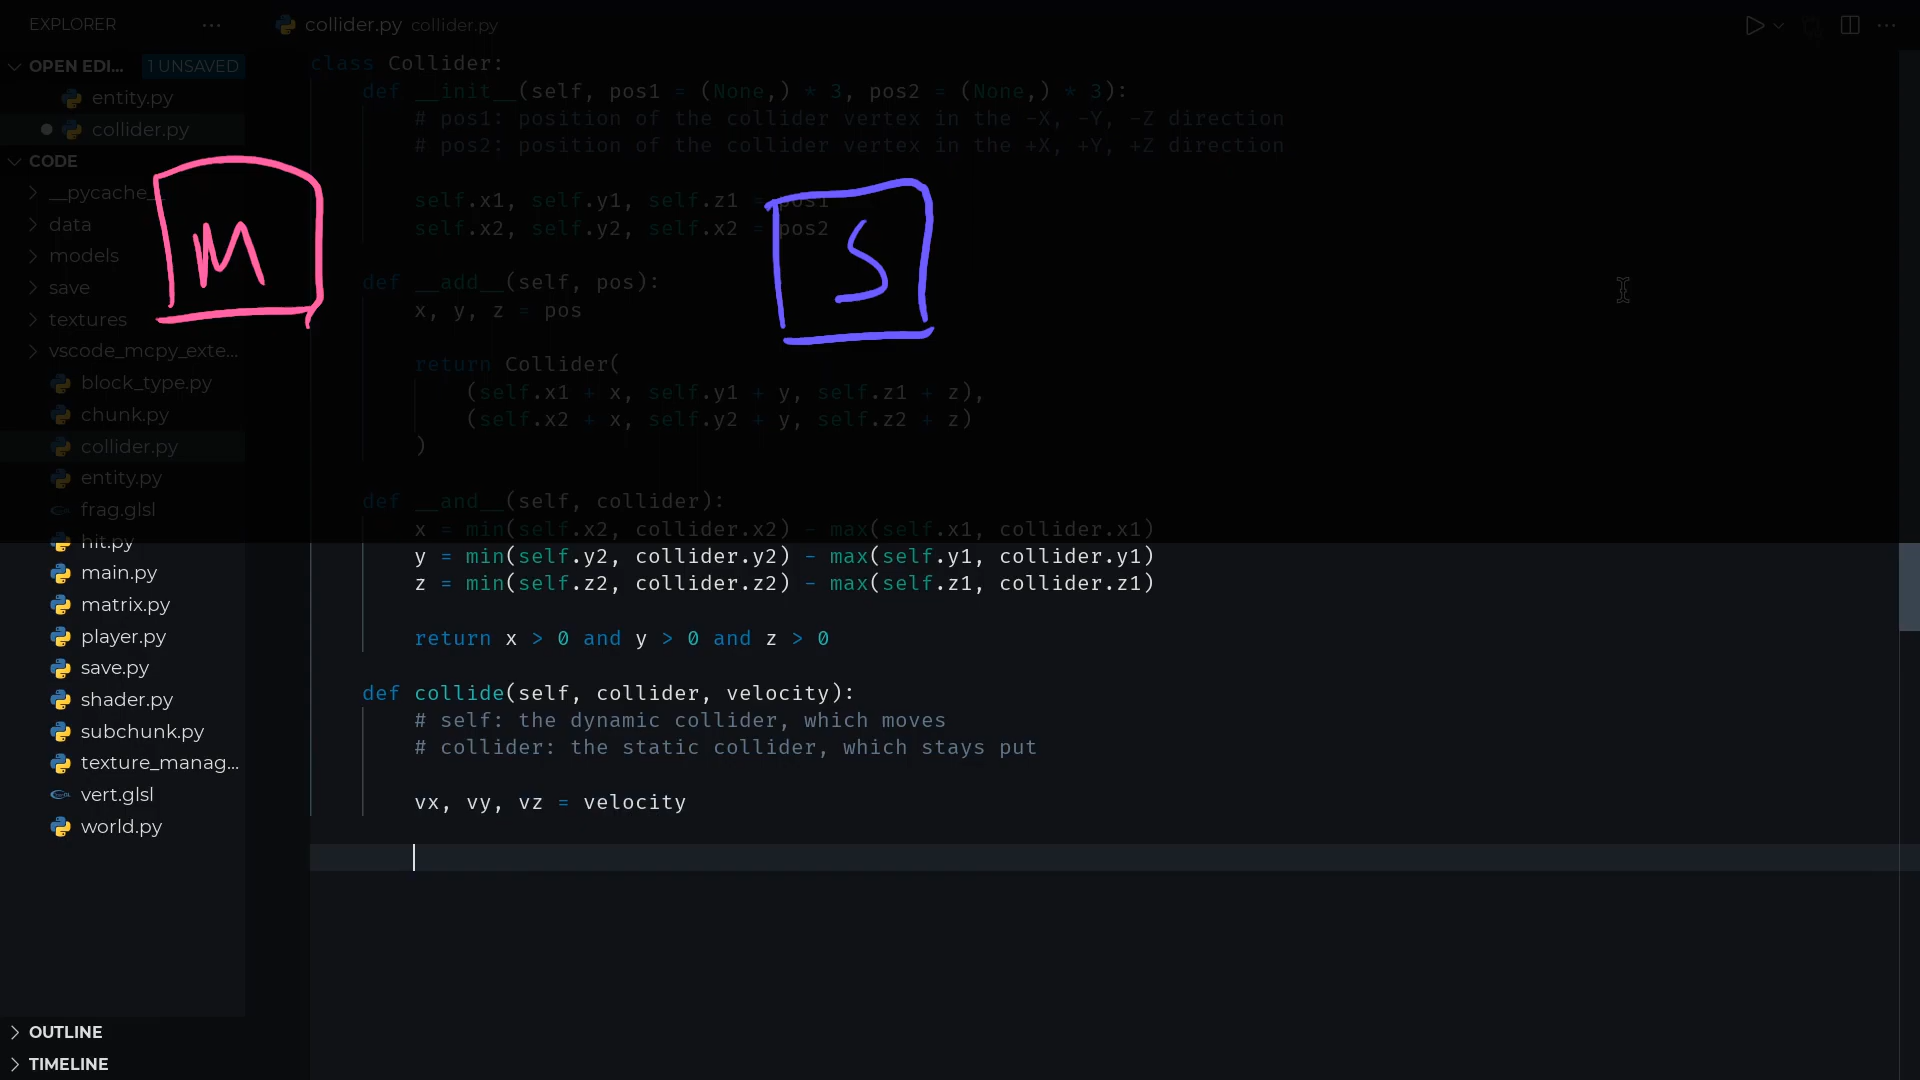 EXPLORER
collider.py collider.py
OPEN EDI... 1 UNSAVED
entity.py
collider.py
CODE
__pycache_
data
models
save
textures
vscode_mcpy_exte...
block_type.py
chunk.py
collider.py
entity.py
frag.glsl
hit.py
main.py
matrix.py
player.py
save.py
shader.py
subchunk.py
texture_manag...
vert.glsl
world.py
OUTLINE
TIMELINE
class Collider:
def __init__(self, pos1 = (None,) * 3, pos2 = (None,) * 3):
# pos1: position of the collider vertex in the -X, -Y, -Z direction
# pos2: position of the collider vertex in the +X, +Y, +Z direction
self.x1, self.y1, self.z1 = pos1
self.x2, self.y2, self.x2 = pos2
def __add__(self, pos):
x, y, z = pos
return Collider(
(self.x1 + x, self.y1 + y, self.z1 + z),
(self.x2 + x, self.y2 + y, self.z2 + z)
)
def __and__(self, collider):
x = min(self.x2, collider.x2) - max(self.x1, collider.x1)
y = min(self.y2, collider.y2) - max(self.y1, collider.y1)
z = min(self.z2, collider.z2) - max(self.z1, collider.z1)
return x > 0 and y > 0 and z > 0
def collide(self, collider, velocity):
# self: the dynamic collider, which moves
# collider: the static collider, which stays put
vx, vy, vz = velocity
M
S